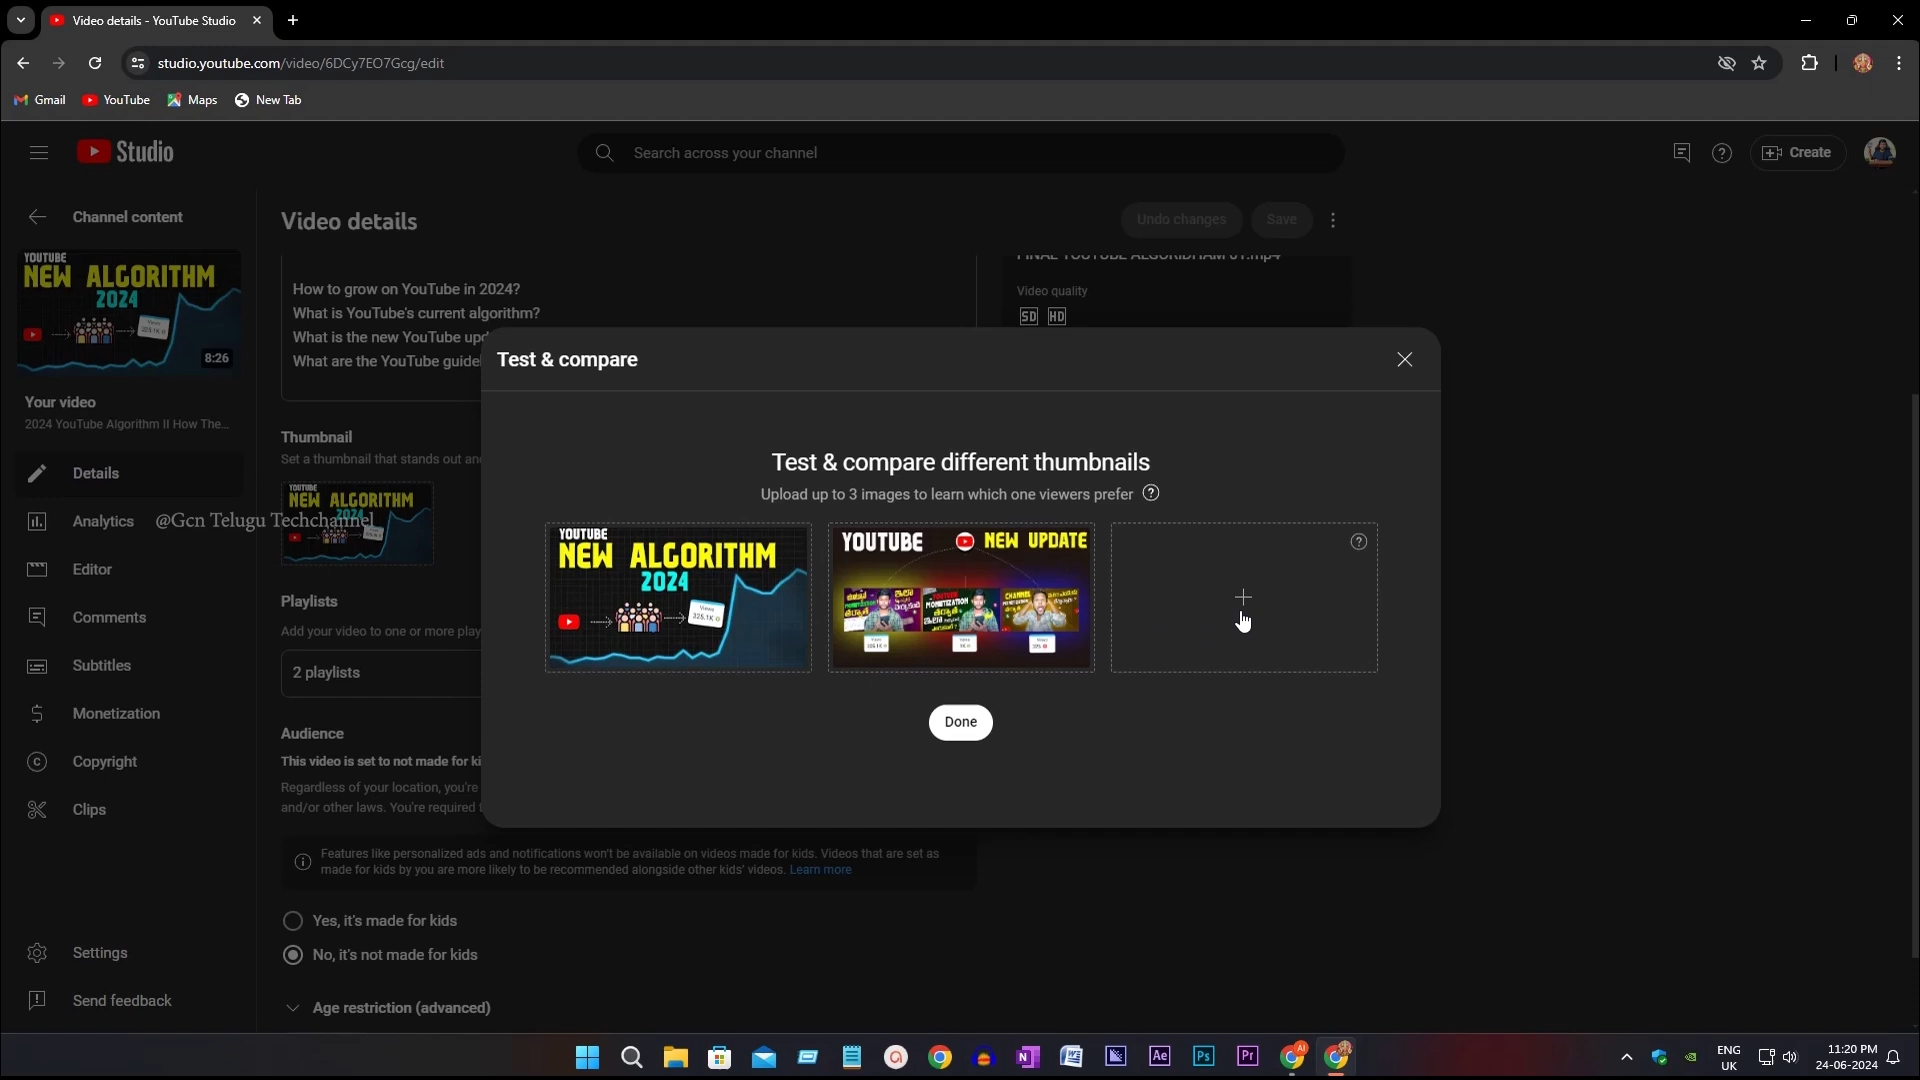 Video details - YouTube Studio
studio.youtube.com/video/6DCy7EO7Gcg/edit
Gmail
YouTube
Maps
New Tab
Studio
Search across your channel
Create
Channel content
Video details
Undo changes
Save
YOUTUBE
NEW ALGORITHM
2024
8:26
Your video
2024 YouTube Algorithm II How The...
Details
Analytics
@Gcn Telugu Techchannel
Editor
Comments
Subtitles
Monetization
Copyright
Clips
Settings
Send feedback
How to grow on YouTube in 2024?
What is YouTube's current algorithm?
What is the new YouTube upd
What are the YouTube guidel
Video quality
SD HD
Thumbnail
Set a thumbnail that stands out and
YOUTUBE
NEW ALGORITHM
2024
Playlists
Add your video to one or more play
2 playlists
Audience
This video is set to not made for ki
Regardless of your location, you're
and/or other laws. You're required t
Features like personalized ads and notifications won't be available on videos made for kids. Videos that are set as
made for kids by you are more likely to be recommended alongside other kids' videos. Learn more
Yes, it's made for kids
No, it's not made for kids
Age restriction (advanced)
Test & compare
Test & compare different thumbnails
Upload up to 3 images to learn which one viewers prefer
YOUTUBE
NEW ALGORITHM
2024
Views
325.1K
YOUTUBE NEW UPDATE
MONETIZATION
Done
ENG
UK
11:20 PM
24-06-2024